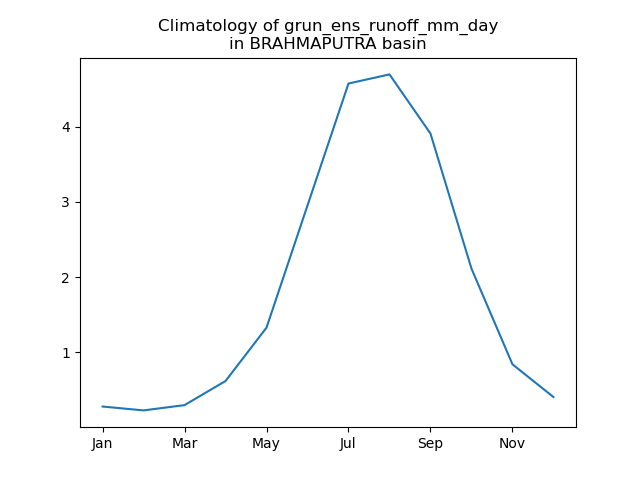 Climatology of grun_ens_runoff_mm_day
in BRAHMAPUTRA basin
4
3
2
1
Jan Mar May Jul Sep Nov